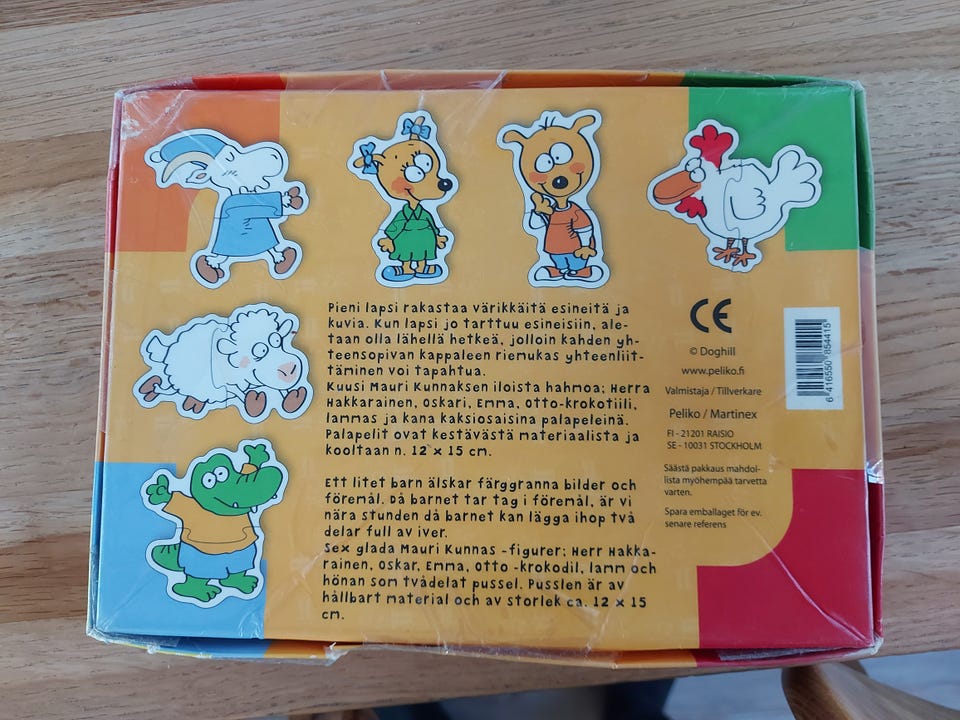 Pieni lapsi rakastaa värikkäitä esineitä ja
kuvia. Kun lapsi jo tarttuu esineisiin, ale-
taan olla lähellä hetkeä, jolloin kahden yh-
teensopivan kappaleen riemukas yhteenliit-
täminen voi tapahtua.
Kuusi Mauri Kunnaksen iloista hahmoa; Herra
Hakkarainen, Oskari, Emma, Otto-krokotiili,
lammas ja kana kaksiosaisina palapeleinä.
Palapelit ovat kestävästä materiaalista ja
kooltaan n. 12 x 15 cm.
Ett litet barn älskar färggranna bilder och
föremål. Då barnet tar tag i föremål, är vi
nära stunden då barnet kan lägga ihop två
delar full av iver.
Sex glada Mauri Kunnas -figurer; Herr Hakka-
rainen, Oskar, Emma, Otto -krokodil, lamm och
hönan som tvådelat pussel. Pusslen är av
hållbart material och av storlek ca. 12 x 15
cm.
CE
© Doghill
www.peliko.fi
Valmistaja / Tillverkare
Peliko / Martinex
FI - 21201 RAISIO
SE - 10031 STOCKHOLM
Säästä pakkaus mahdol-
lista myöhempää tarvetta
varten.
Spara emballaget för ev.
senare referens
6 416550 854415